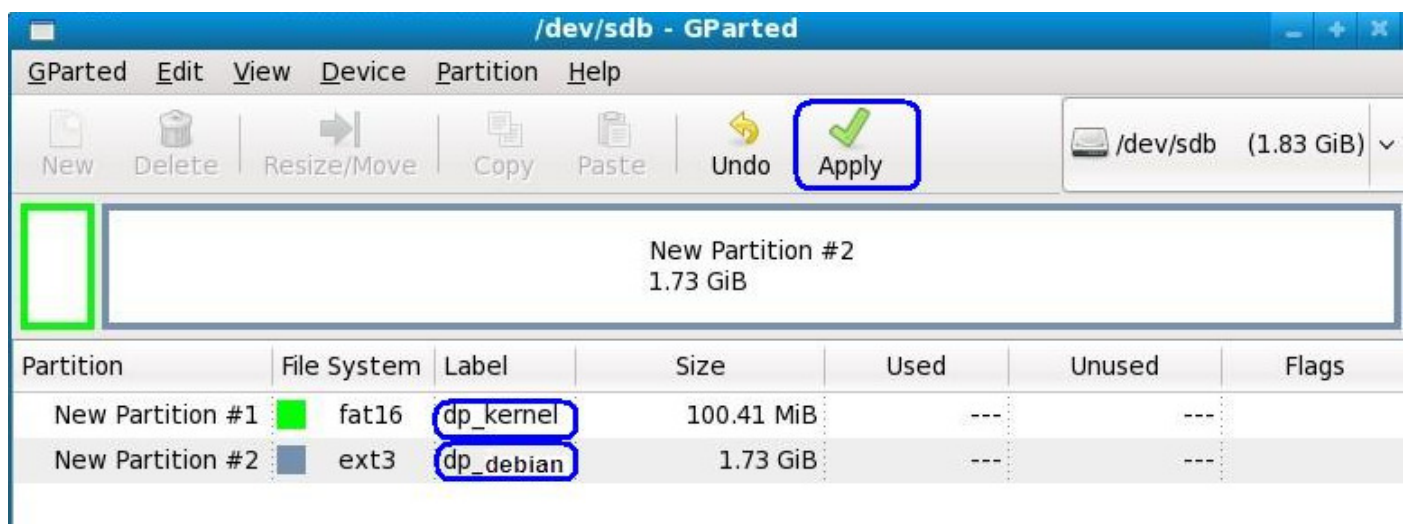 /dev/sdb - GParted
GParted Edit View Device Partition Help
New Delete Resize/Move Copy Paste Undo Apply /dev/sdb (1.83 GiB)
New Partition #2
1.73 GiB
Partition File System Label Size Used Unused Flags
New Partition #1 fat16 dp_kernel 100.41 MiB --- ---
New Partition #2 ext3 dp_debian 1.73 GiB --- ---